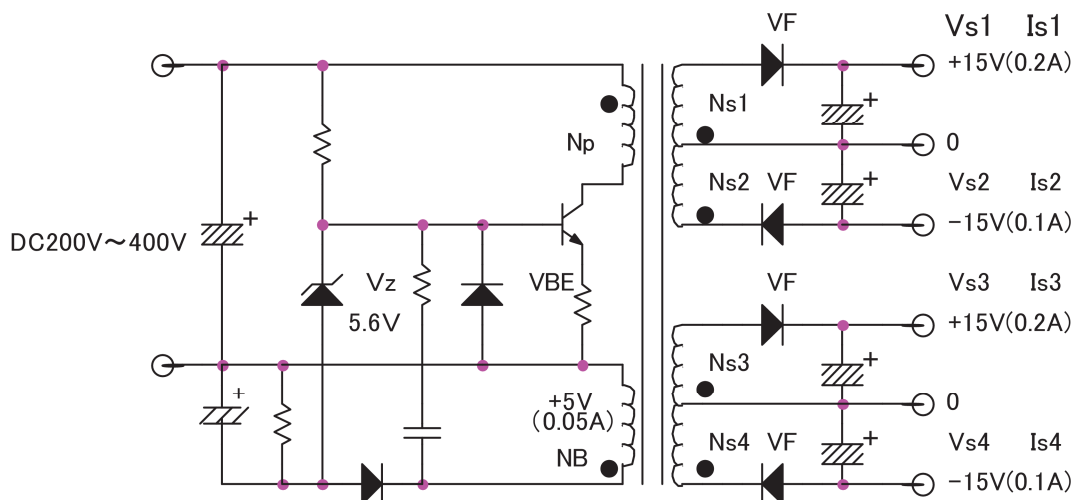 VF
Vs1 Is1
+15V(0.2A)
Ns1
Np
0
Ns2 VF
Vs2 Is2
-15V(0.1A)
DC200V～400V
Vz
5.6V
VBE
VF
Vs3 Is3
+15V(0.2A)
Ns3
+5V
(0.05A)
0
NB
Ns4 VF
Vs4 Is4
-15V(0.1A)